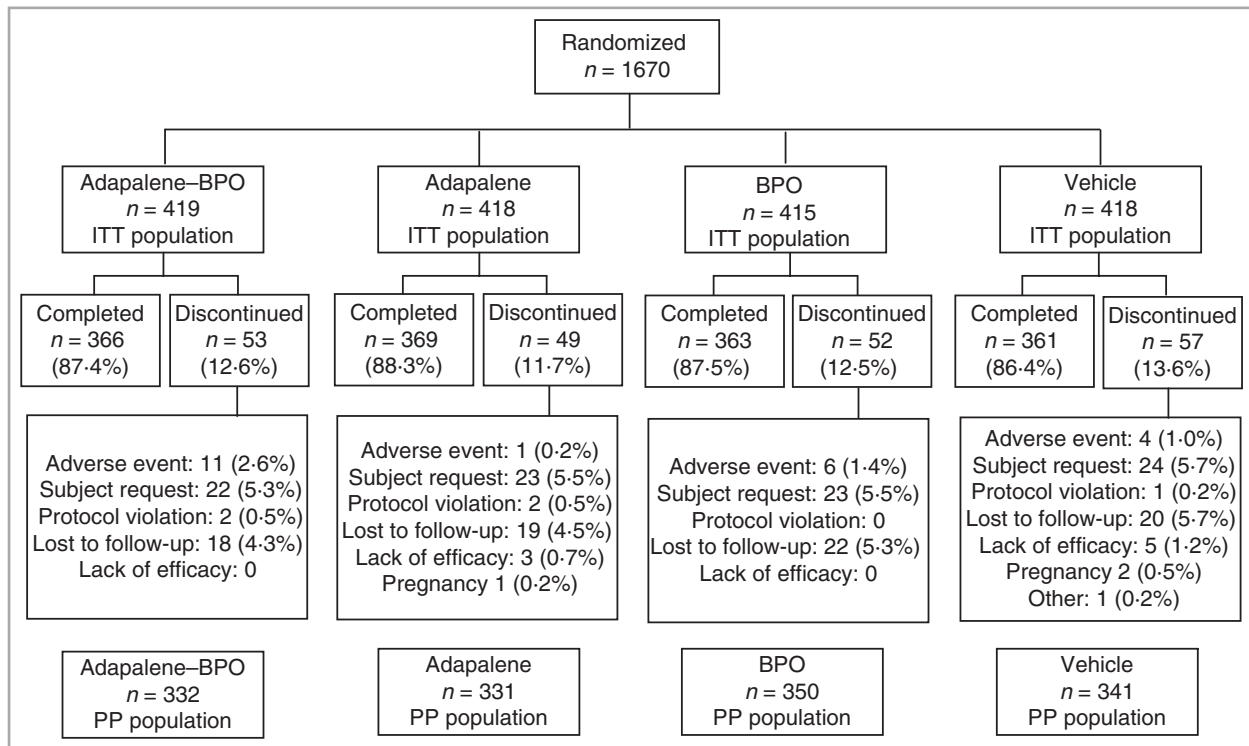 Randomized
n = 1670
Adapalene–BPO
n = 419
ITT population
Adapalene
n = 418
ITT population
BPO
n = 415
ITT population
Vehicle
n = 418
ITT population
Completed
n = 366
(87·4%)
Discontinued
n = 53
(12·6%)
Completed
n = 369
(88·3%)
Discontinued
n = 49
(11·7%)
Completed
n = 363
(87·5%)
Discontinued
n = 52
(12·5%)
Completed
n = 361
(86·4%)
Discontinued
n = 57
(13·6%)
Adverse event: 11 (2·6%)
Subject request: 22 (5·3%)
Protocol violation: 2 (0·5%)
Lost to follow-up: 18 (4·3%)
Lack of efficacy: 0
Adverse event: 1 (0·2%)
Subject request: 23 (5·5%)
Protocol violation: 2 (0·5%)
Lost to follow-up: 19 (4·5%)
Lack of efficacy: 3 (0·7%)
Pregnancy 1 (0·2%)
Adverse event: 6 (1·4%)
Subject request: 23 (5·5%)
Protocol violation: 0
Lost to follow-up: 22 (5·3%)
Lack of efficacy: 0
Adverse event: 4 (1·0%)
Subject request: 24 (5·7%)
Protocol violation: 1 (0·2%)
Lost to follow-up: 20 (5·7%)
Lack of efficacy: 5 (1·2%)
Pregnancy 2 (0·5%)
Other: 1 (0·2%)
Adapalene–BPO
n = 332
PP population
Adapalene
n = 331
PP population
BPO
n = 350
PP population
Vehicle
n = 341
PP population